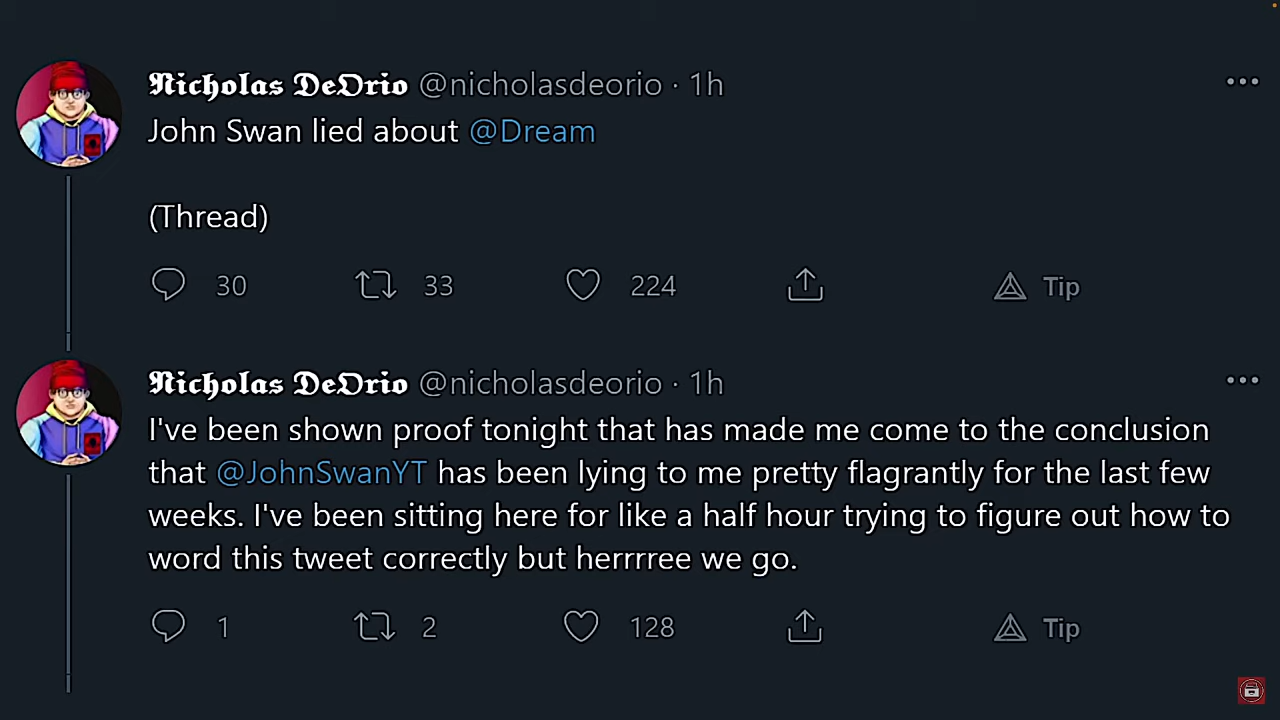 𝕹𝖎𝖈𝖍𝖔𝖑𝖆𝖘 𝕯𝖊𝕺𝖗𝖎𝖔 @nicholasdeorio · 1h
John Swan lied about @Dream
(Thread)
30 33 224 Tip
𝕹𝖎𝖈𝖍𝖔𝖑𝖆𝖘 𝕯𝖊𝕺𝖗𝖎𝖔 @nicholasdeorio · 1h
I've been shown proof tonight that has made me come to the conclusion
that @JohnSwanYT has been lying to me pretty flagrantly for the last few
weeks. I've been sitting here for like a half hour trying to figure out how to
word this tweet correctly but herrrree we go.
1 2 128 Tip